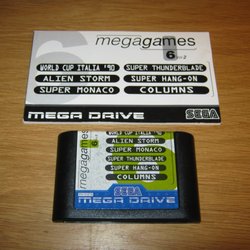 megagames
6
WORLD CUP ITALIA '90
SUPER THUNDERBLADE
ALIEN STORM
SUPER HANG-ON
SUPER MONACO
COLUMNS
MEGA DRIVE
SEGA
megagames
6
WORLD CUP ITALIA '90
ALIEN STORM
SUPER MONACO
SUPER THUNDERBLADE
SUPER HANG-ON
COLUMNS
SEGA
MEGA DRIVE